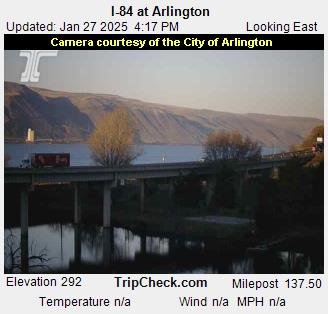 I-84 at Arlington
Updated: Jan 27 2025 4:17 PM Looking East
Camera courtesy of the City of Arlington
Elevation 292 TripCheck.com Milepost 137.50
Temperature n/a Wind n/a MPH n/a